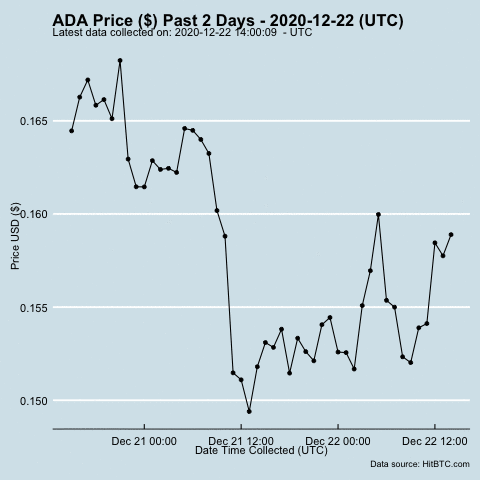 ADA Price ($) Past 2 Days - 2020-12-22 (UTC)
Latest data collected on: 2020-12-22 14:00:09  - UTC
0.165
0.160
0.155
0.150
Price USD ($)
Dec 21 00:00 Dec 21 12:00 Dec 22 00:00 Dec 22 12:00
Date Time Collected (UTC)
Data source: HitBTC.com